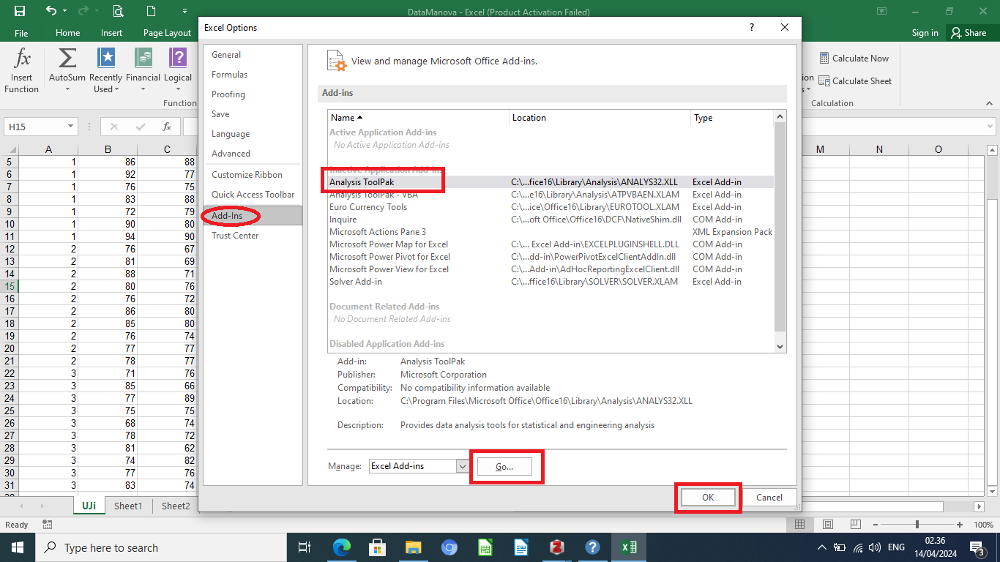 DataManova - Excel (Product Activation Failed)
File Home Insert Page Layout Sign in Share
Insert Function
AutoSum
Recently Used
Financial
Logical
Function
Calculate Now
Calculate Sheet
Calculation
H15
fx
A B C M N O
5 1 86 88
6 1 92 77
7 1 76 75
8 1 83 88
9 1 72 79
10 1 90 80
11 1 94 90
12 2 76 67
13 2 81 69
14 2 88 71
15 2 80 76
16 2 76 72
17 2 86 80
18 2 85 80
19 2 76 74
20 2 77 77
21 2 78 77
22 3 71 76
23 3 85 66
24 3 77 89
25 3 75 75
26 3 68 74
27 3 78 72
28 3 81 62
29 3 74 82
30 3 77 76
31 3 83 74
UJi Sheet1 Sheet2
Excel Options ?
General
Formulas
Proofing
Save
Language
Advanced
Customize Ribbon
Quick Access Toolbar
Add-Ins
Trust Center
View and manage Microsoft Office Add-ins.
Add-ins
Name Location Type
Active Application Add-ins
No Active Application Add-ins
Inactive Application Add-ins
Analysis ToolPak C:\...fice16\Library\Analysis\ANALYS32.XLL Excel Add-in
Analysis ToolPak - VBA C:\...e16\Library\Analysis\ATPVBAEN.XLAM Excel Add-in
Euro Currency Tools C:\...ice\Office16\Library\EUROTOOL.XLAM Excel Add-in
Inquire C:\...oft Office\Office16\DCF\NativeShim.dll COM Add-in
Microsoft Actions Pane 3 XML Expansion Pack
Microsoft Power Map for Excel C:\... Excel Add-in\EXCELPLUGINSHELL.DLL COM Add-in
Microsoft Power Pivot for Excel C:\...dd-in\PowerPivotExcelClientAddIn.dll COM Add-in
Microsoft Power View for Excel C:\...Add-in\AdHocReportingExcelClient.dll COM Add-in
Solver Add-in C:\...ffice16\Library\SOLVER\SOLVER.XLAM Excel Add-in
Document Related Add-ins
No Document Related Add-ins
Disabled Application Add-ins
Add-in: Analysis ToolPak
Publisher: Microsoft Corporation
Compatibility: No compatibility information available
Location: C:\Program Files\Microsoft Office\Office16\Library\Analysis\ANALYS32.XLL
Description: Provides data analysis tools for statistical and engineering analysis
Manage: Excel Add-ins Go...
OK Cancel
Ready 100%
Type here to search
ENG
02.36
14/04/2024
3